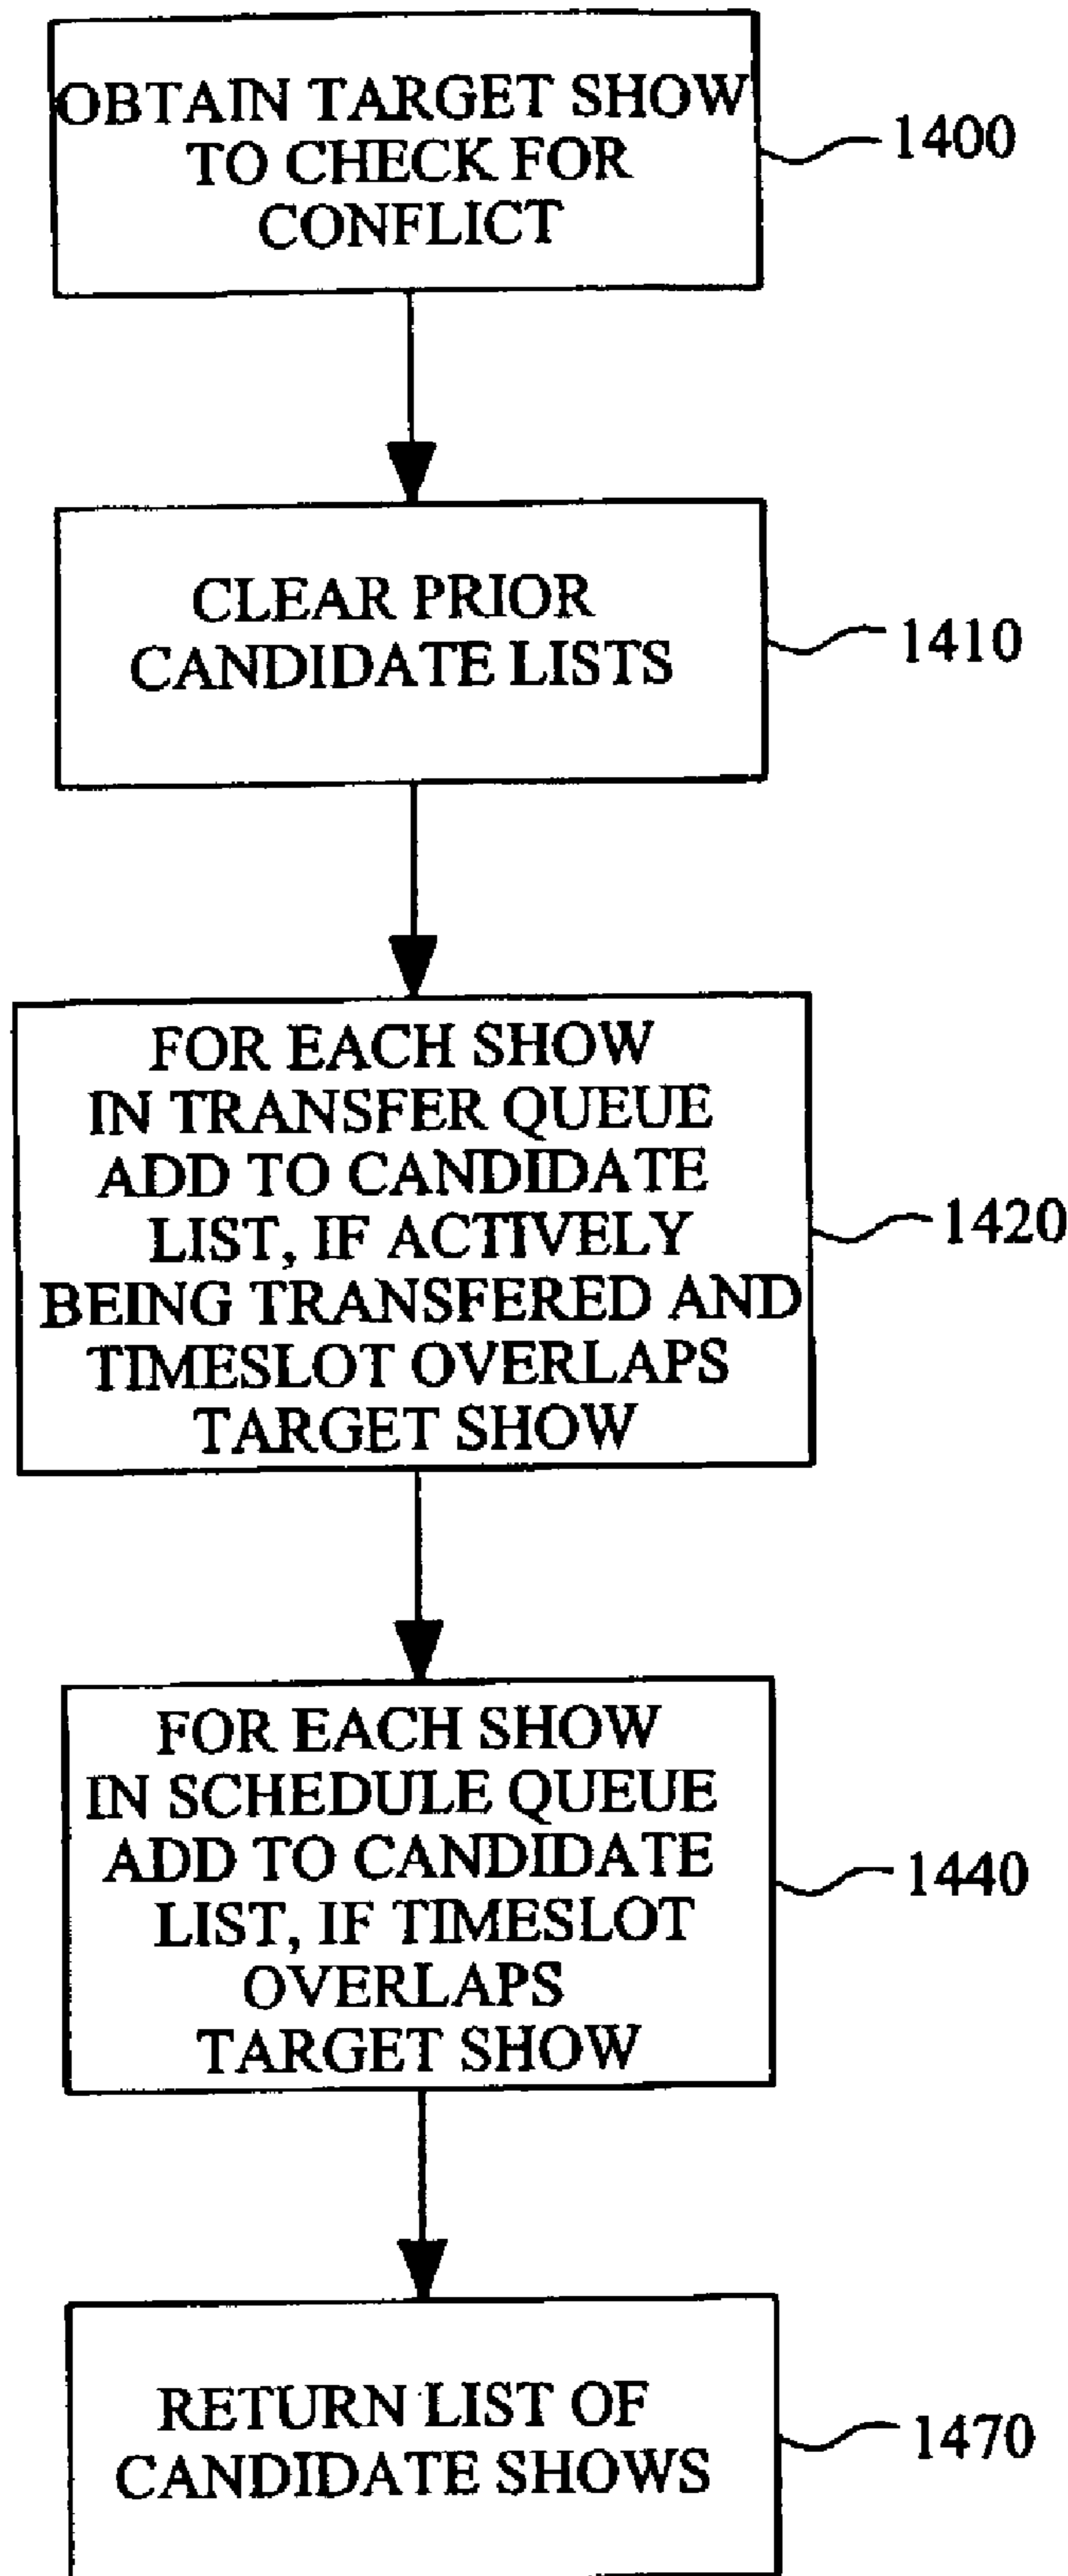 OBTAIN TARGET SHOW
TO CHECK FOR
CONFLICT
1400
CLEAR PRIOR
CANDIDATE LISTS
1410
FOR EACH SHOW
IN TRANSFER QUEUE
ADD TO CANDIDATE
LIST, IF ACTIVELY
BEING TRANSFERED AND
TIMESLOT OVERLAPS
TARGET SHOW
1420
FOR EACH SHOW
IN SCHEDULE QUEUE
ADD TO CANDIDATE
LIST, IF TIMESLOT
OVERLAPS
TARGET SHOW
1440
RETURN LIST OF
CANDIDATE SHOWS
1470